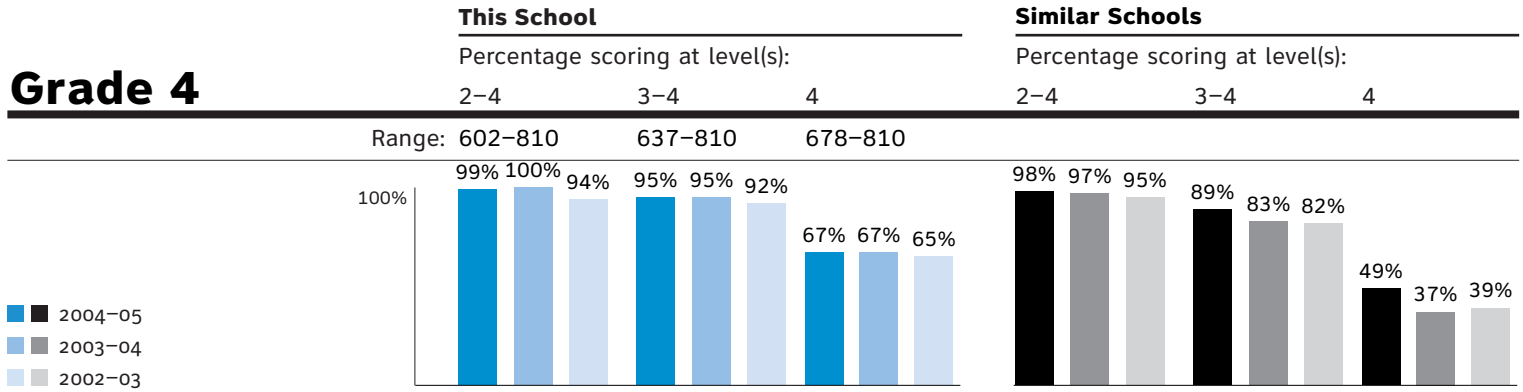 This School Similar Schools
Percentage scoring at level(s): Percentage scoring at level(s):
Grade 4 2–4 3–4 4 2–4 3–4 4
Range: 602–810 637–810 678–810
99% 100% 94% 95% 95% 92% 67% 67% 65% 98% 97% 95% 89% 83% 82% 49% 37% 39%
100%
2004–05
2003–04
2002–03